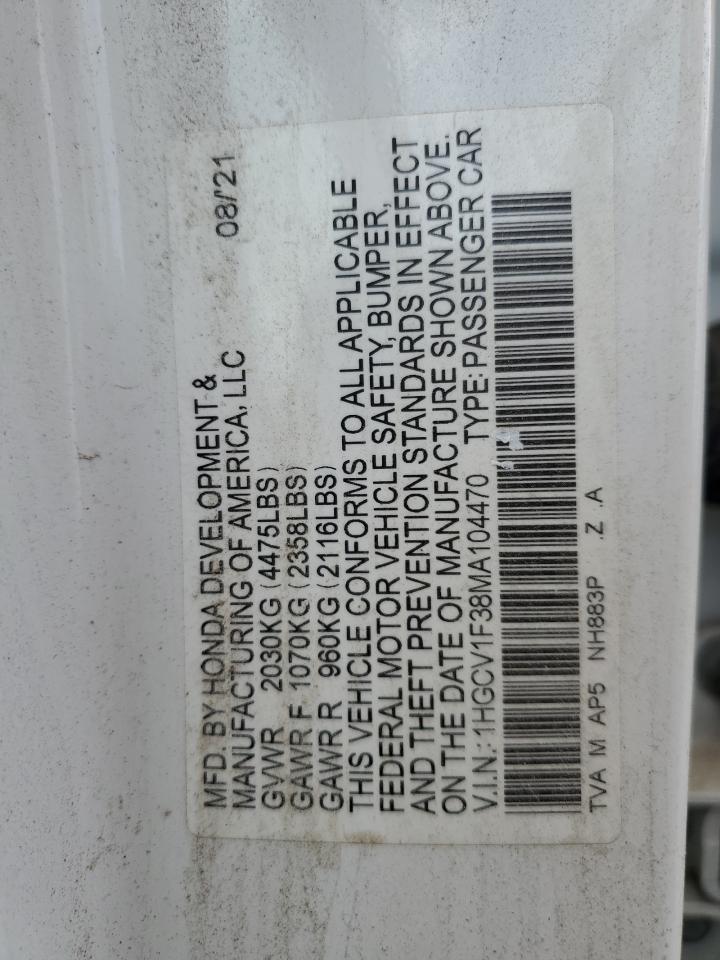 MFD. BY HONDA DEVELOPMENT & 08/21
MANUFACTURING OF AMERICA, LLC
GVWR 2030KG (4475LBS)
GAWR F 1070KG (2358LBS)
GAWR R 960KG (2116LBS)
THIS VEHICLE CONFORMS TO ALL APPLICABLE
FEDERAL MOTOR VEHICLE SAFETY, BUMPER,
AND THEFT PREVENTION STANDARDS IN EFFECT
ON THE DATE OF MANUFACTURE SHOWN ABOVE.
V.I.N.: 1HGCV1F38MA104470 TYPE: PASSENGER CAR
TVA M AP5 NH883P .Z .A